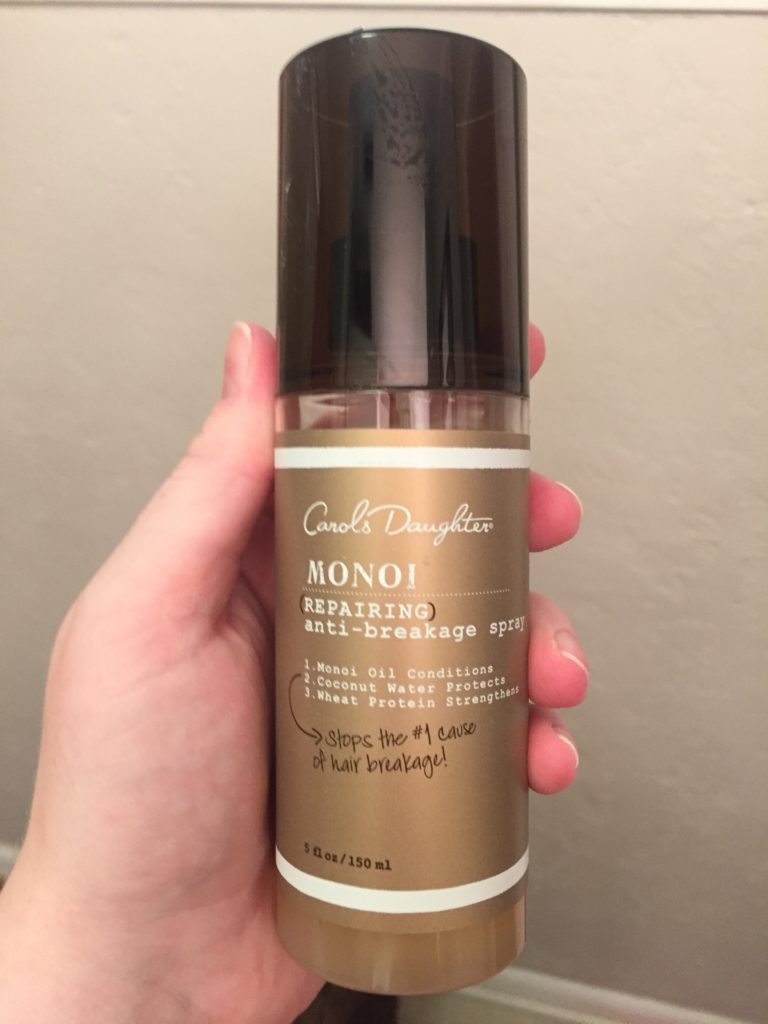 Carol's Daughter®
MONOI
(REPAIRING)
anti-breakage spray
1.Monoi Oil Conditions
2.Coconut Water Protects
3.Wheat Protein Strengthens
stops the #1 cause
of hair breakage!
5 fl oz/150 ml